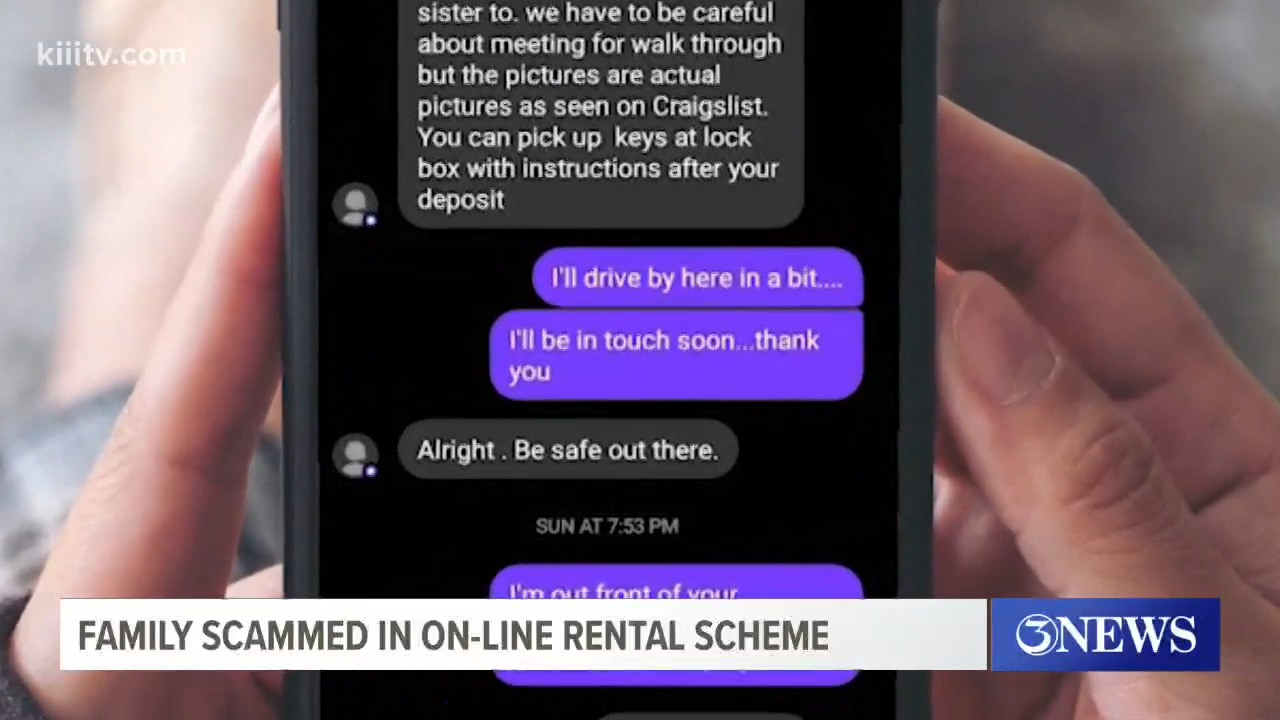 kiiitv.com
sister to. we have to be careful
about meeting for walk through
but the pictures are actual
pictures as seen on Craigslist.
You can pick up keys at lock
box with instructions after your
deposit
I'll drive by here in a bit....
I'll be in touch soon...thank
you
Alright . Be safe out there.
SUN AT 7:53 PM
I'm out front of your
FAMILY SCAMMED IN ON-LINE RENTAL SCHEME
3NEWS